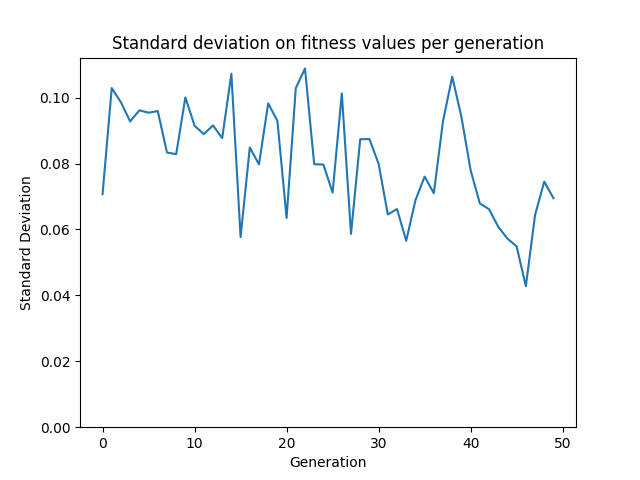 Standard deviation on fitness values per generation
0.10
0.08
0.06
0.04
0.02
0.00
Standard Deviation
0 10 20 30 40 50
Generation